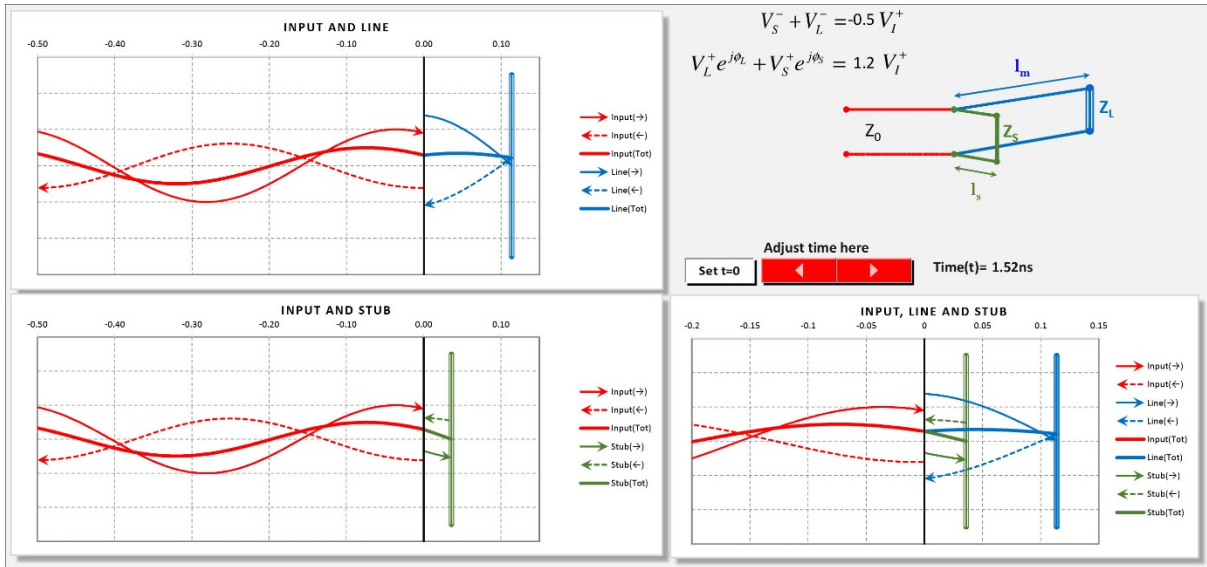 INPUT AND LINE
-0.50 -0.40 -0.30 -0.20 -0.10 0.00 0.10
Input(→)
Input(←)
Input(Tot)
Line(→)
Line(←)
Line(Tot)
V_S^- + V_L^- =-0.5 V_I^+
V_L^+ e^{jϕ_L} + V_S^+ e^{jϕ_S} = 1.2 V_I^+
l_m
Z_0
Z_S
Z_L
l_s
Adjust time here
Set t=0
Time(t)= 1.52ns
INPUT AND STUB
-0.50 -0.40 -0.30 -0.20 -0.10 0.00 0.10
Input(→)
Input(←)
Input(Tot)
Stub(→)
Stub(←)
Stub(Tot)
INPUT, LINE AND STUB
-0.2 -0.15 -0.1 -0.05 0 0.05 0.1 0.15
Input(→)
Input(←)
Line(→)
Line(←)
Input(Tot)
Line(Tot)
Stub(→)
Stub(←)
Stub(Tot)